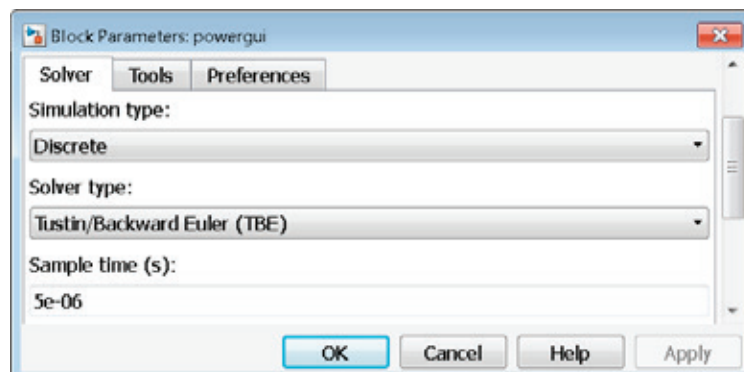 Block Parameters: powergui
Solver Tools Preferences
Simulation type:
Discrete
Solver type:
Tustin/Backward Euler (TBE)
Sample time (s):
5e-06
OK Cancel Help Apply